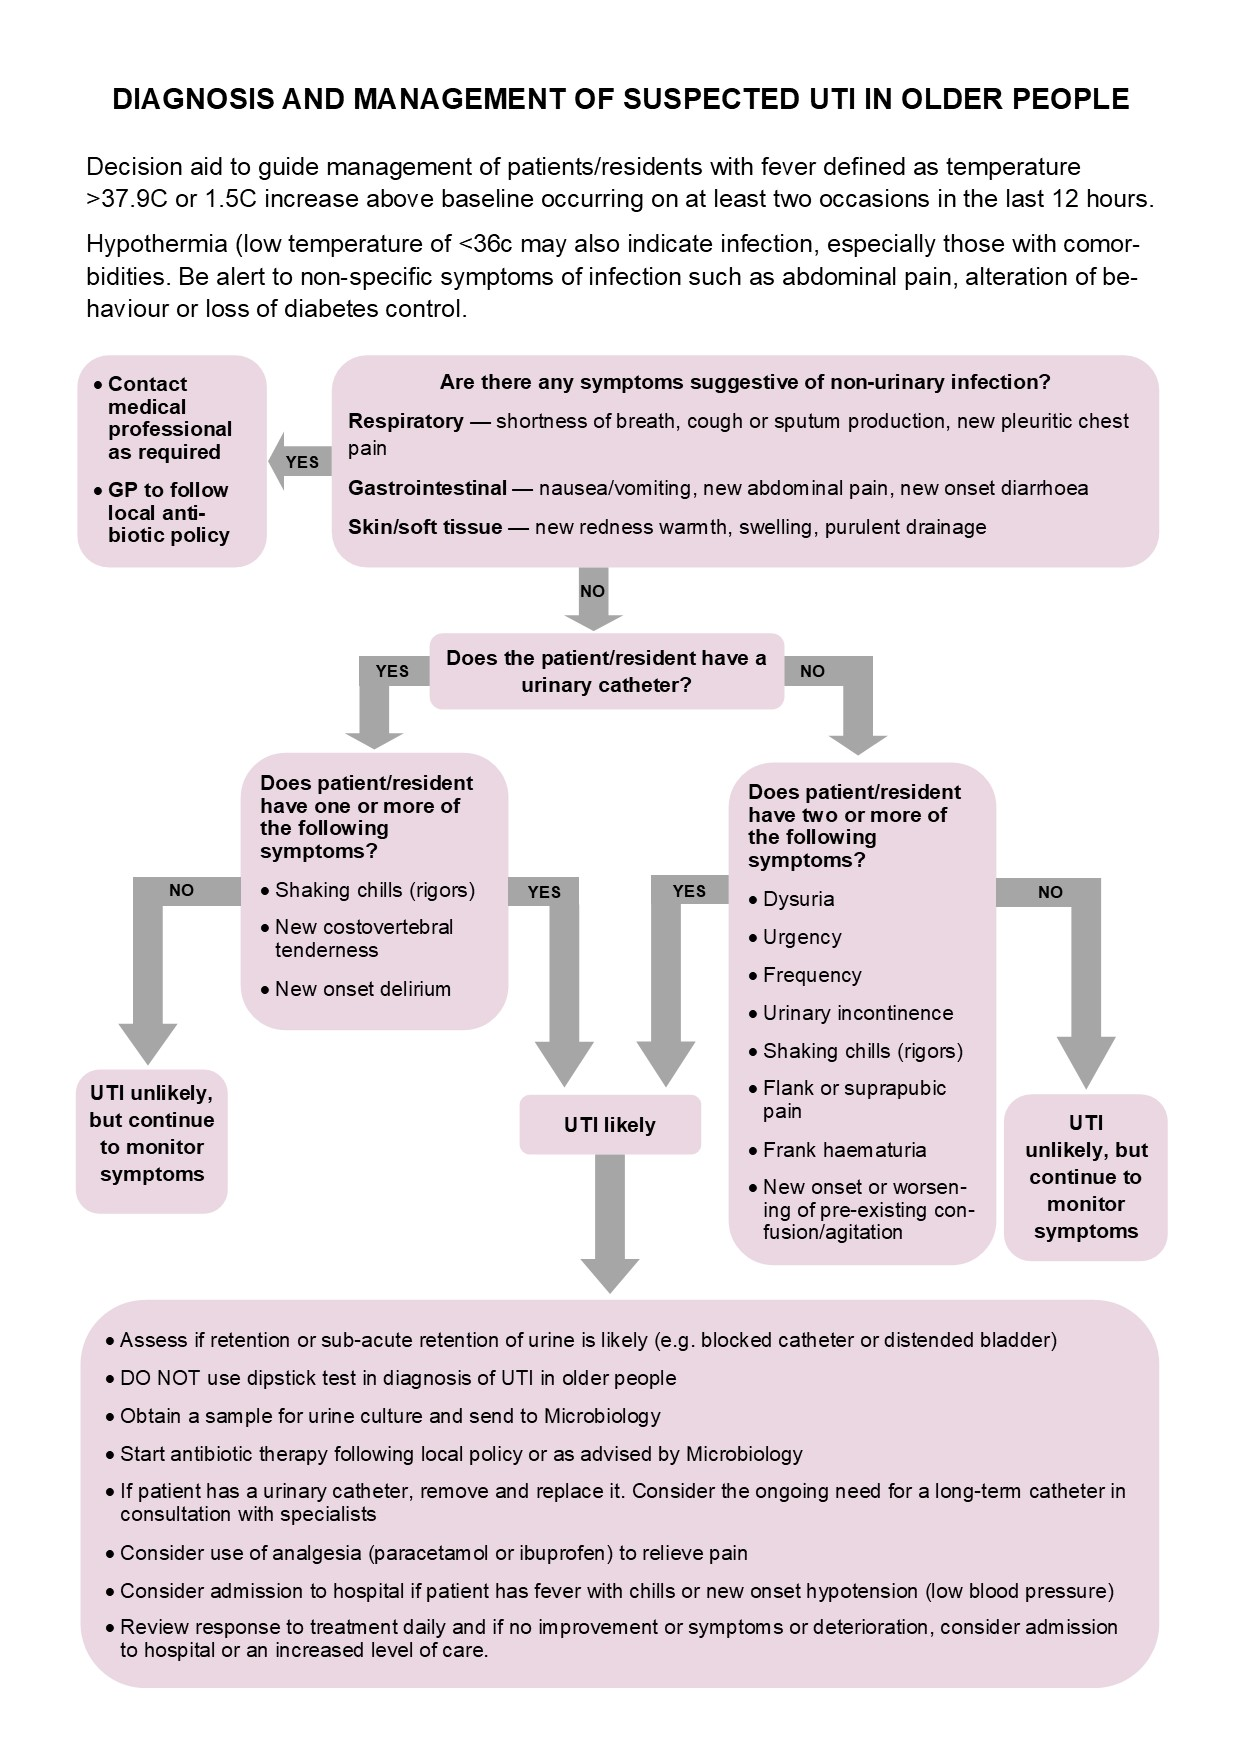 DIAGNOSIS AND MANAGEMENT OF SUSPECTED UTI IN OLDER PEOPLE
Decision aid to guide management of patients/residents with fever defined as temperature
>37.9C or 1.5C increase above baseline occurring on at least two occasions in the last 12 hours.
Hypothermia (low temperature of <36c may also indicate infection, especially those with comor-
bidities. Be alert to non-specific symptoms of infection such as abdominal pain, alteration of be-
haviour or loss of diabetes control.
• Contact
medical
professional
as required
• GP to follow
local anti-
biotic policy
YES
Are there any symptoms suggestive of non-urinary infection?
Respiratory — shortness of breath, cough or sputum production, new pleuritic chest
pain
Gastrointestinal — nausea/vomiting, new abdominal pain, new onset diarrhoea
Skin/soft tissue — new redness warmth, swelling, purulent drainage
NO
YES
Does the patient/resident have a
urinary catheter?
NO
Does patient/resident
have one or more of
the following
symptoms?
• Shaking chills (rigors)
• New costovertebral
tenderness
• New onset delirium
NO
YES
Does patient/resident
have two or more of
the following
symptoms?
• Dysuria
• Urgency
• Frequency
• Urinary incontinence
• Shaking chills (rigors)
• Flank or suprapubic
pain
• Frank haematuria
• New onset or worsen-
ing of pre-existing con-
fusion/agitation
YES
NO
UTI unlikely,
but continue
to monitor
symptoms
UTI likely
UTI
unlikely, but
continue to
monitor
symptoms
• Assess if retention or sub-acute retention of urine is likely (e.g. blocked catheter or distended bladder)
• DO NOT use dipstick test in diagnosis of UTI in older people
• Obtain a sample for urine culture and send to Microbiology
• Start antibiotic therapy following local policy or as advised by Microbiology
• If patient has a urinary catheter, remove and replace it. Consider the ongoing need for a long-term catheter in
consultation with specialists
• Consider use of analgesia (paracetamol or ibuprofen) to relieve pain
• Consider admission to hospital if patient has fever with chills or new onset hypotension (low blood pressure)
• Review response to treatment daily and if no improvement or symptoms or deterioration, consider admission
to hospital or an increased level of care.